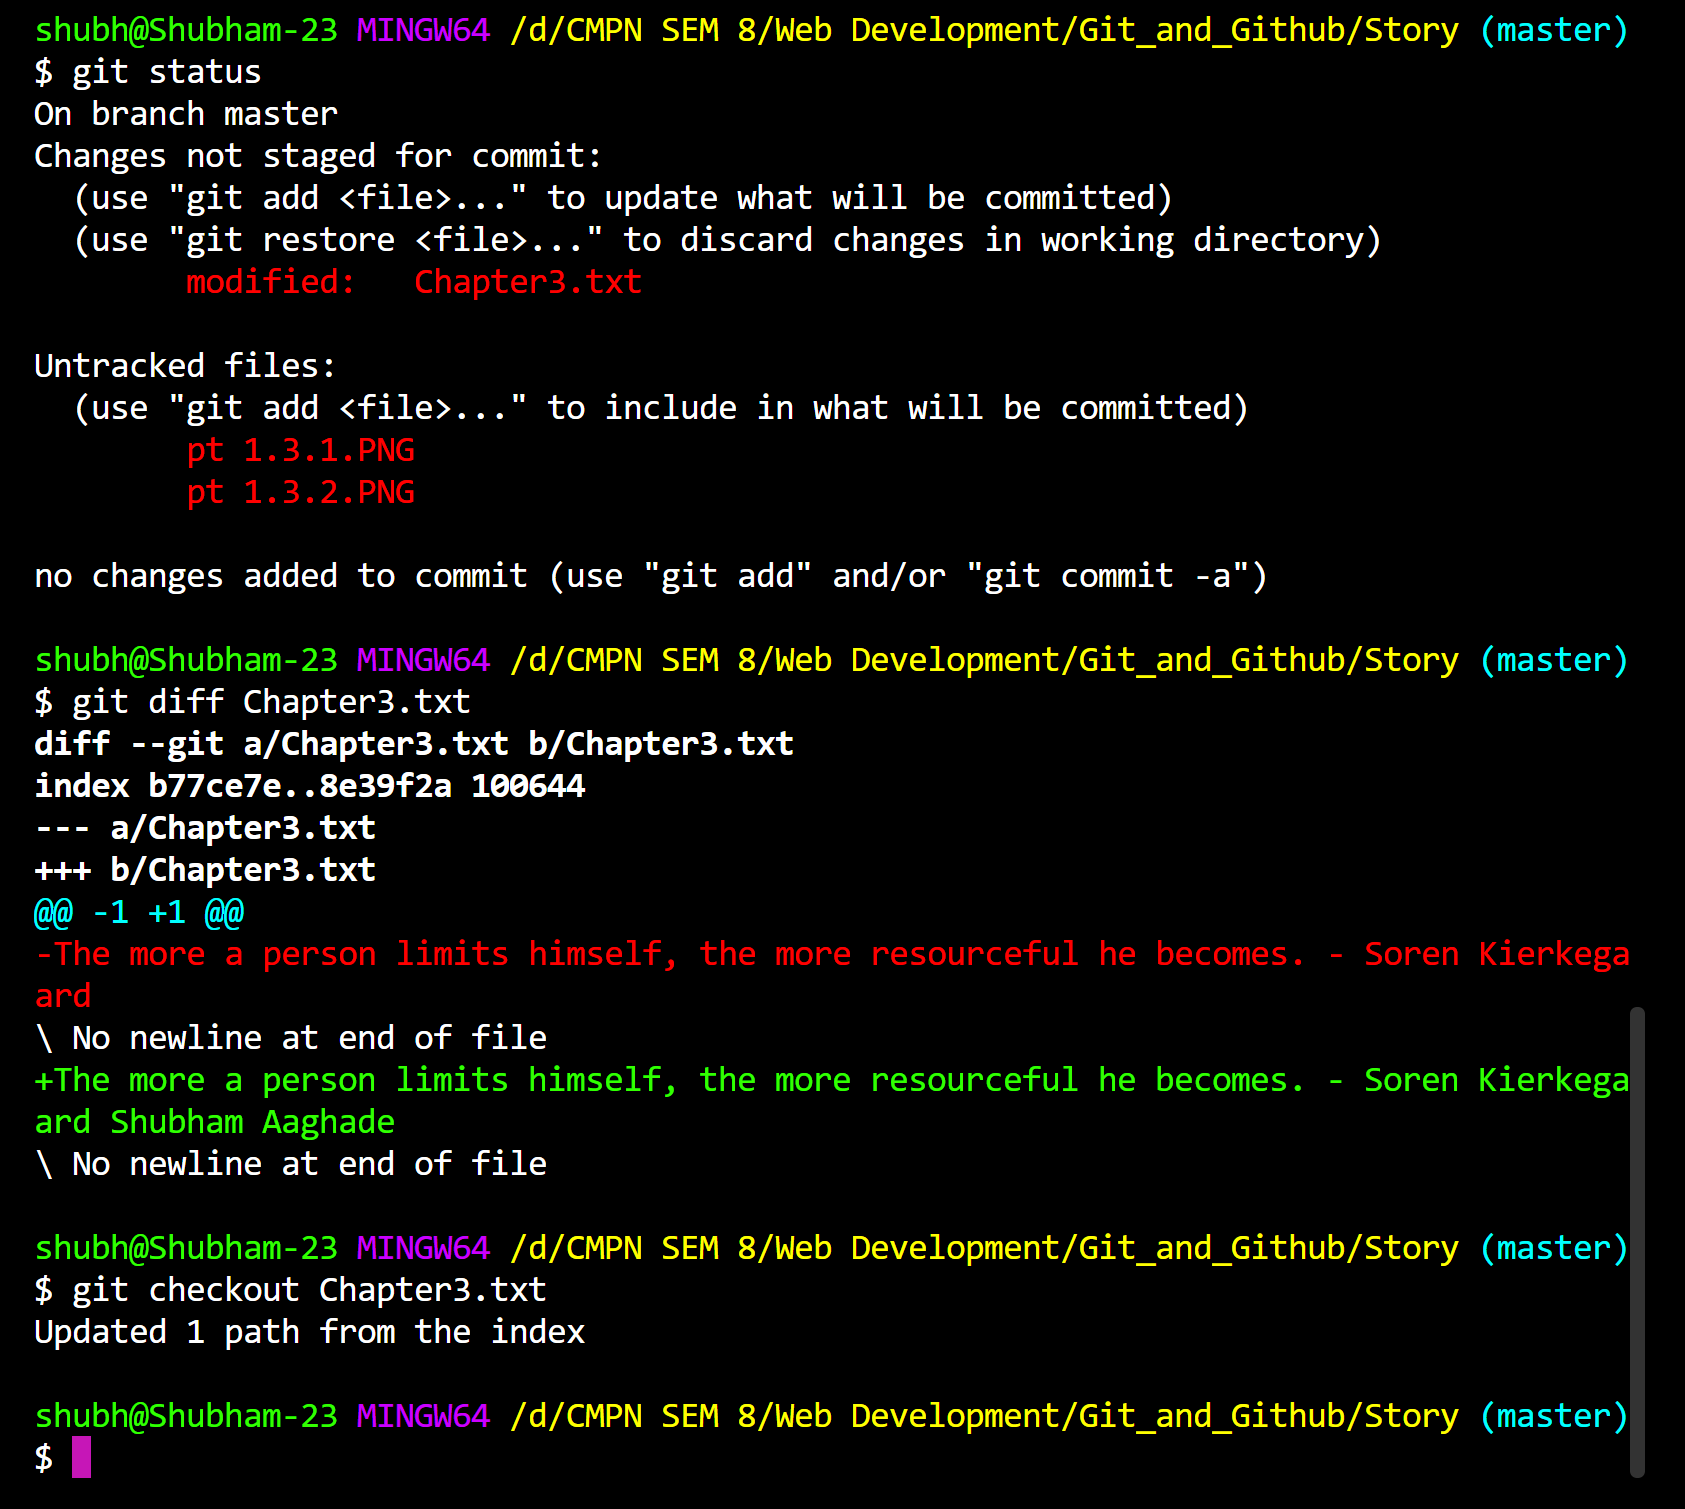 shubh@Shubham-23 MINGW64 /d/CMPN SEM 8/Web Development/Git_and_Github/Story (master)
$ git status
On branch master
Changes not staged for commit:
  (use "git add <file>..." to update what will be committed)
  (use "git restore <file>..." to discard changes in working directory)
        modified:   Chapter3.txt

Untracked files:
  (use "git add <file>..." to include in what will be committed)
        pt 1.3.1.PNG
        pt 1.3.2.PNG

no changes added to commit (use "git add" and/or "git commit -a")

shubh@Shubham-23 MINGW64 /d/CMPN SEM 8/Web Development/Git_and_Github/Story (master)
$ git diff Chapter3.txt
diff --git a/Chapter3.txt b/Chapter3.txt
index b77ce7e..8e39f2a 100644
--- a/Chapter3.txt
+++ b/Chapter3.txt
@@ -1 +1 @@
-The more a person limits himself, the more resourceful he becomes. - Soren Kierkega
ard
\ No newline at end of file
+The more a person limits himself, the more resourceful he becomes. - Soren Kierkega
ard Shubham Aaghade
\ No newline at end of file

shubh@Shubham-23 MINGW64 /d/CMPN SEM 8/Web Development/Git_and_Github/Story (master)
$ git checkout Chapter3.txt
Updated 1 path from the index

shubh@Shubham-23 MINGW64 /d/CMPN SEM 8/Web Development/Git_and_Github/Story (master)
$